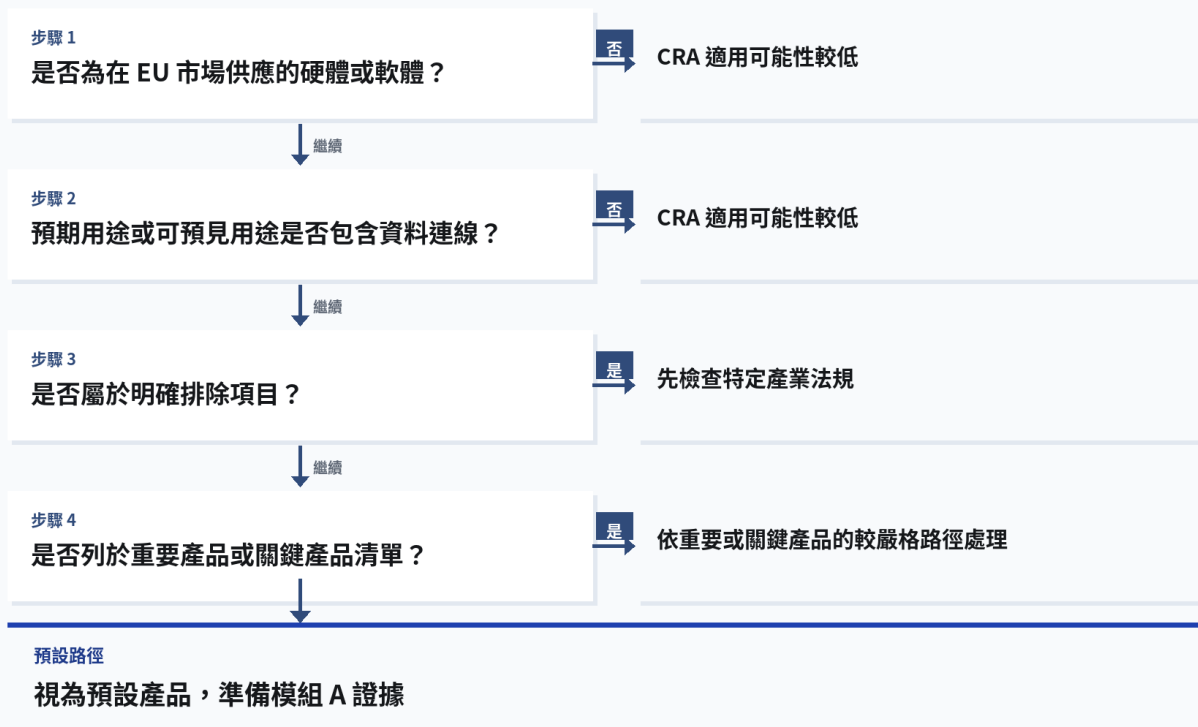 步驟 1
是否為在 EU 市場供應的硬體或軟體？
否
CRA 適用可能性較低
繼續
步驟 2
預期用途或可預見用途是否包含資料連線？
否
CRA 適用可能性較低
繼續
步驟 3
是否屬於明確排除項目？
是
先檢查特定產業法規
繼續
步驟 4
是否列於重要產品或關鍵產品清單？
是
依重要或關鍵產品的較嚴格路徑處理
預設路徑
視為預設產品，準備模組 A 證據